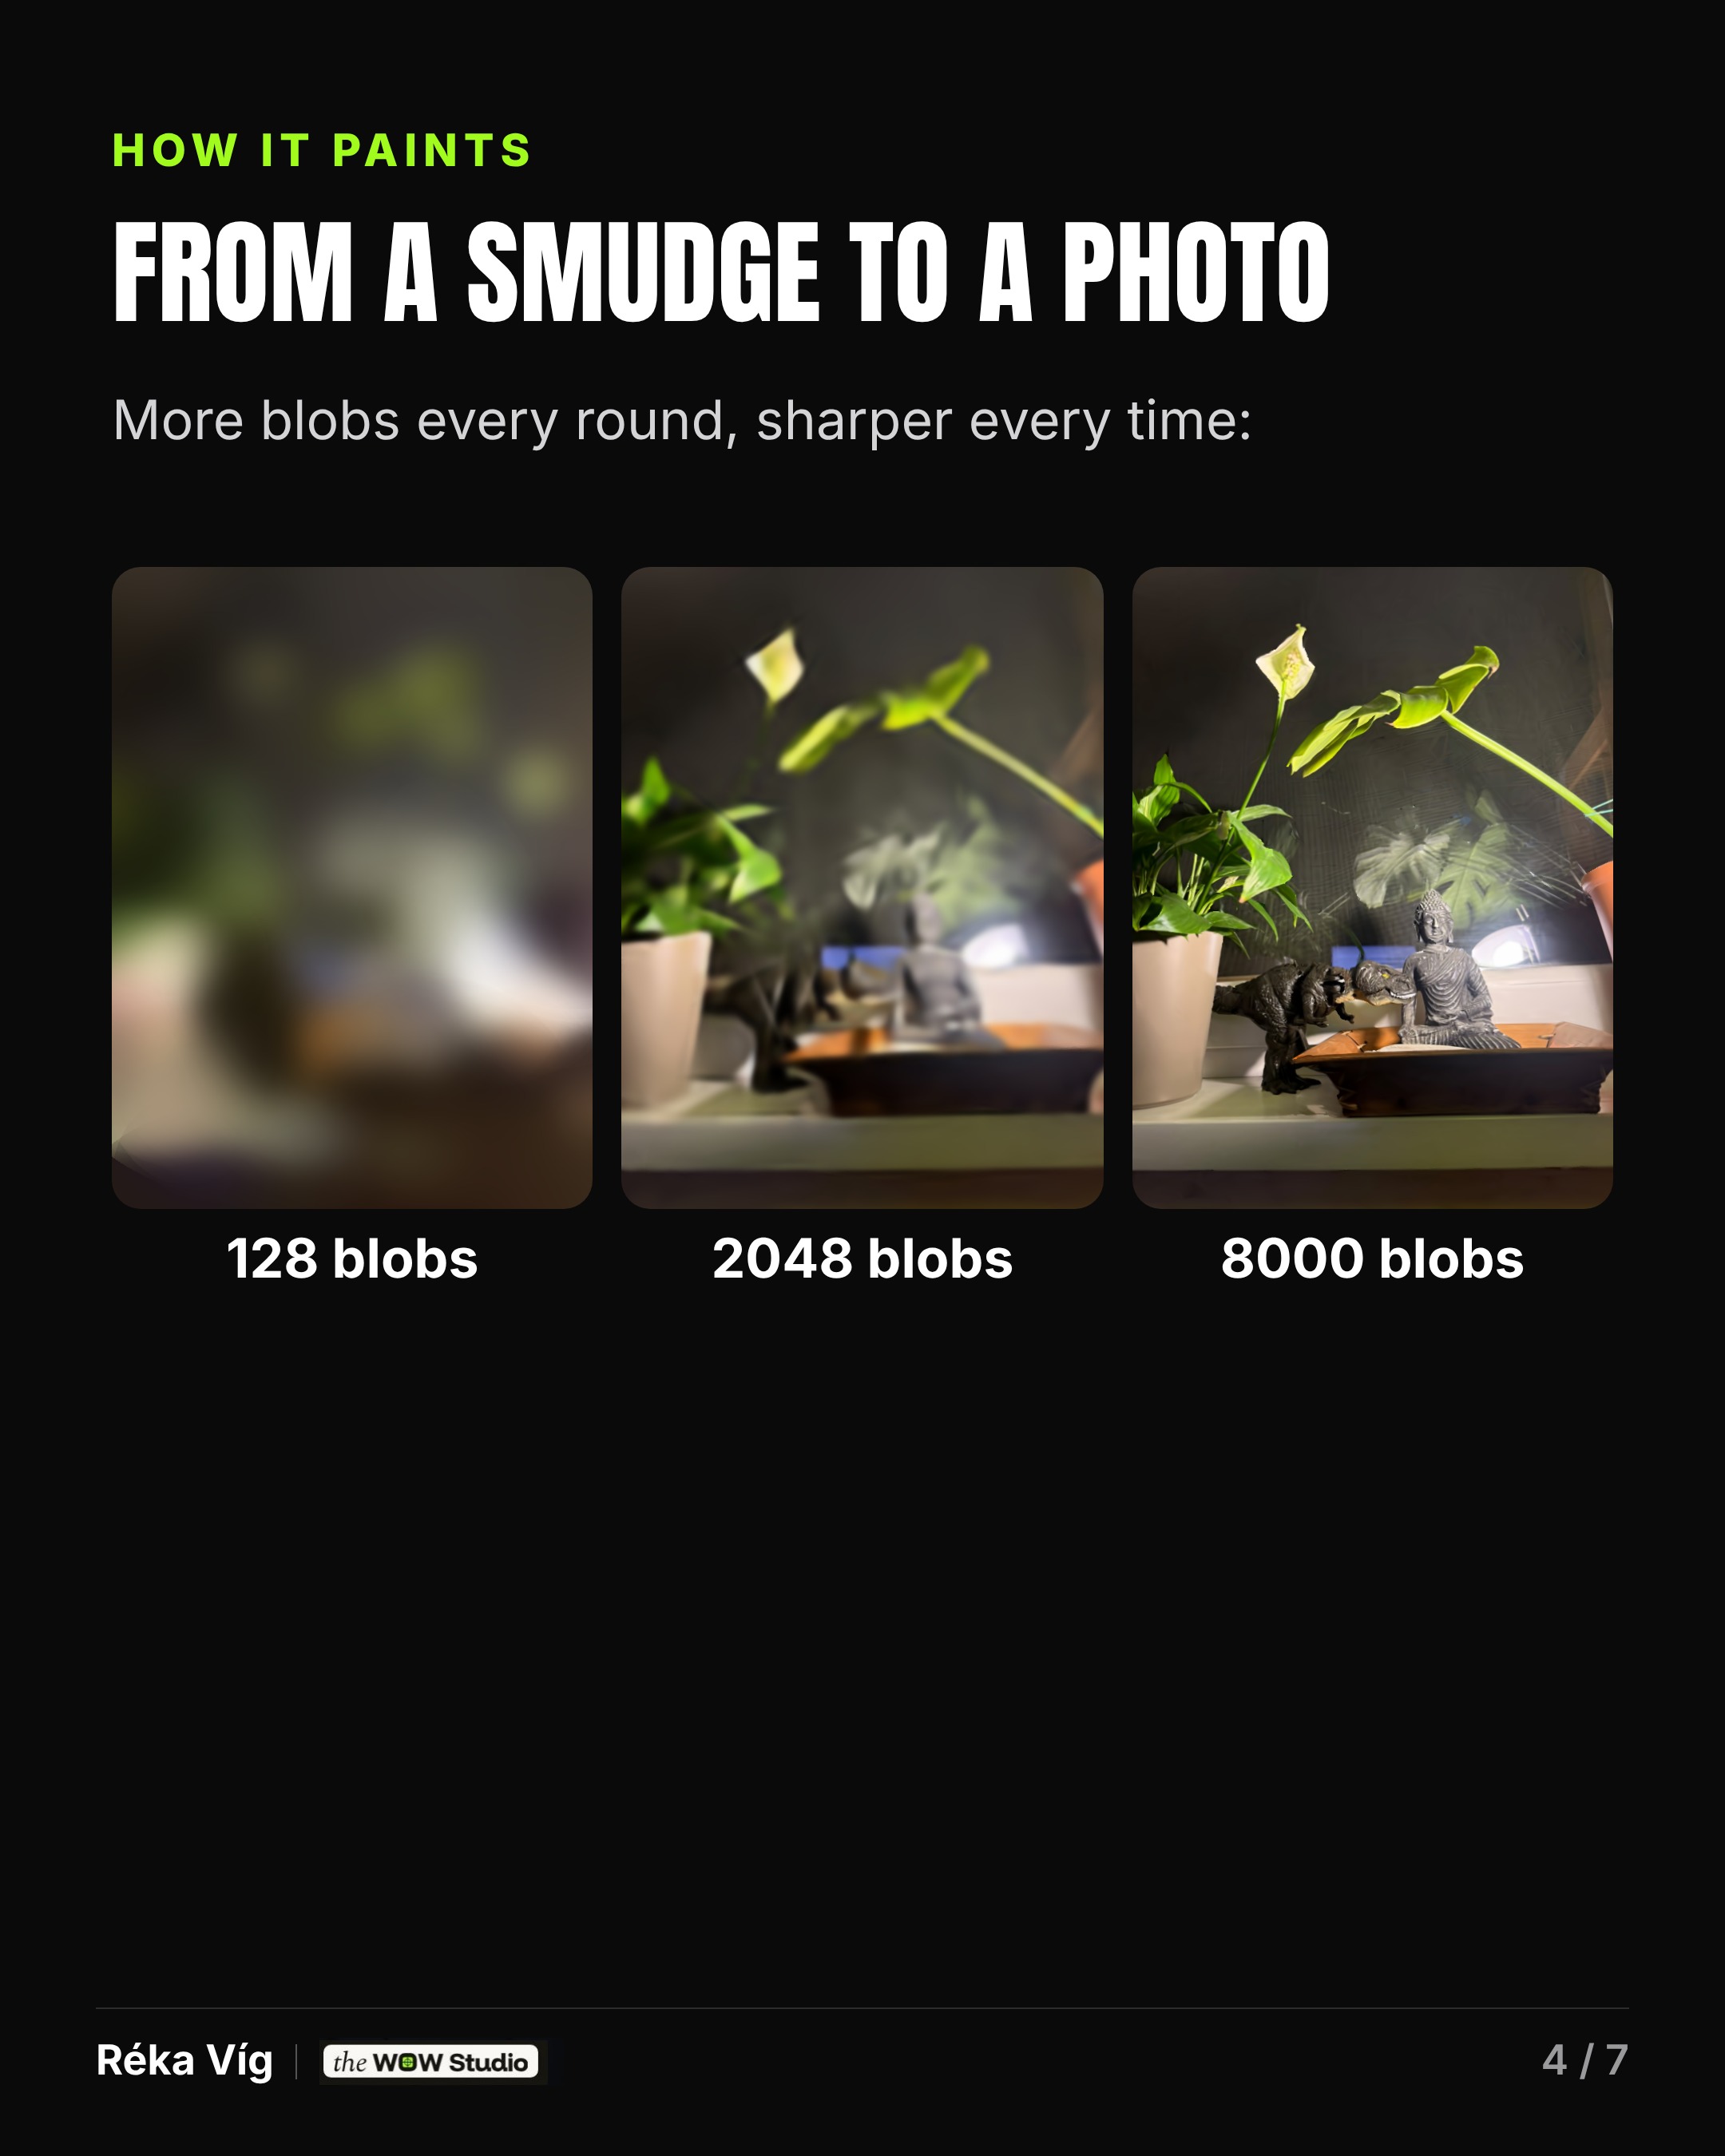 HOW IT PAINTS
FROM A SMUDGE TO A PHOTO
More blobs every round, sharper every time:
128 blobs
2048 blobs
8000 blobs
Réka Víg
the WOW Studio
4 / 7